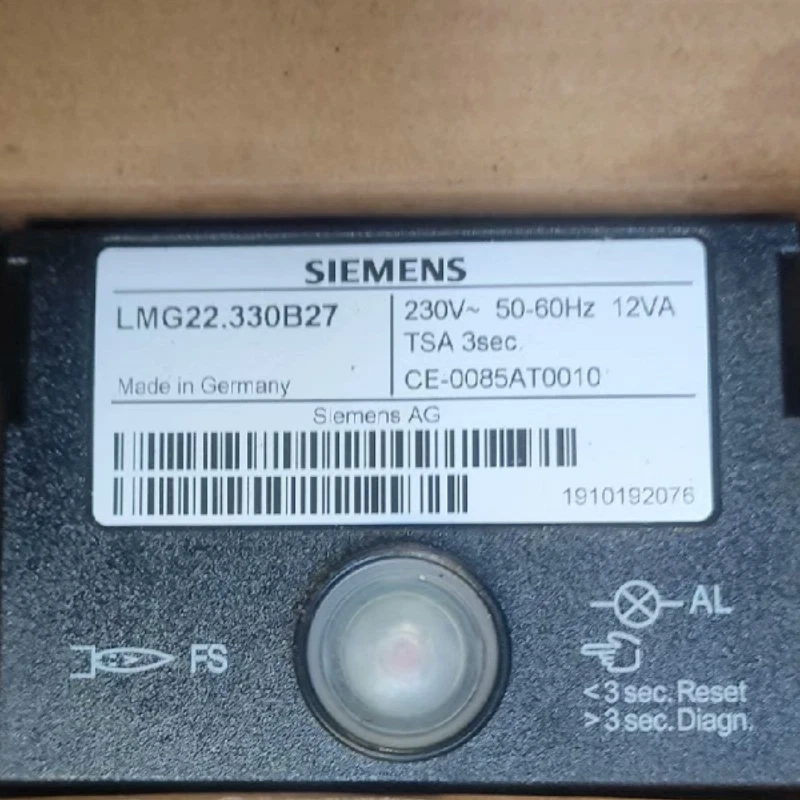 SIEMENS
LMG22.330B27
230V~ 50-60Hz 12VA
TSA 3sec.
Made in Germany
CE-0085AT0010
Siemens AG
1910192076
AL
FS
<3 sec. Reset
>3 sec. Diagn.